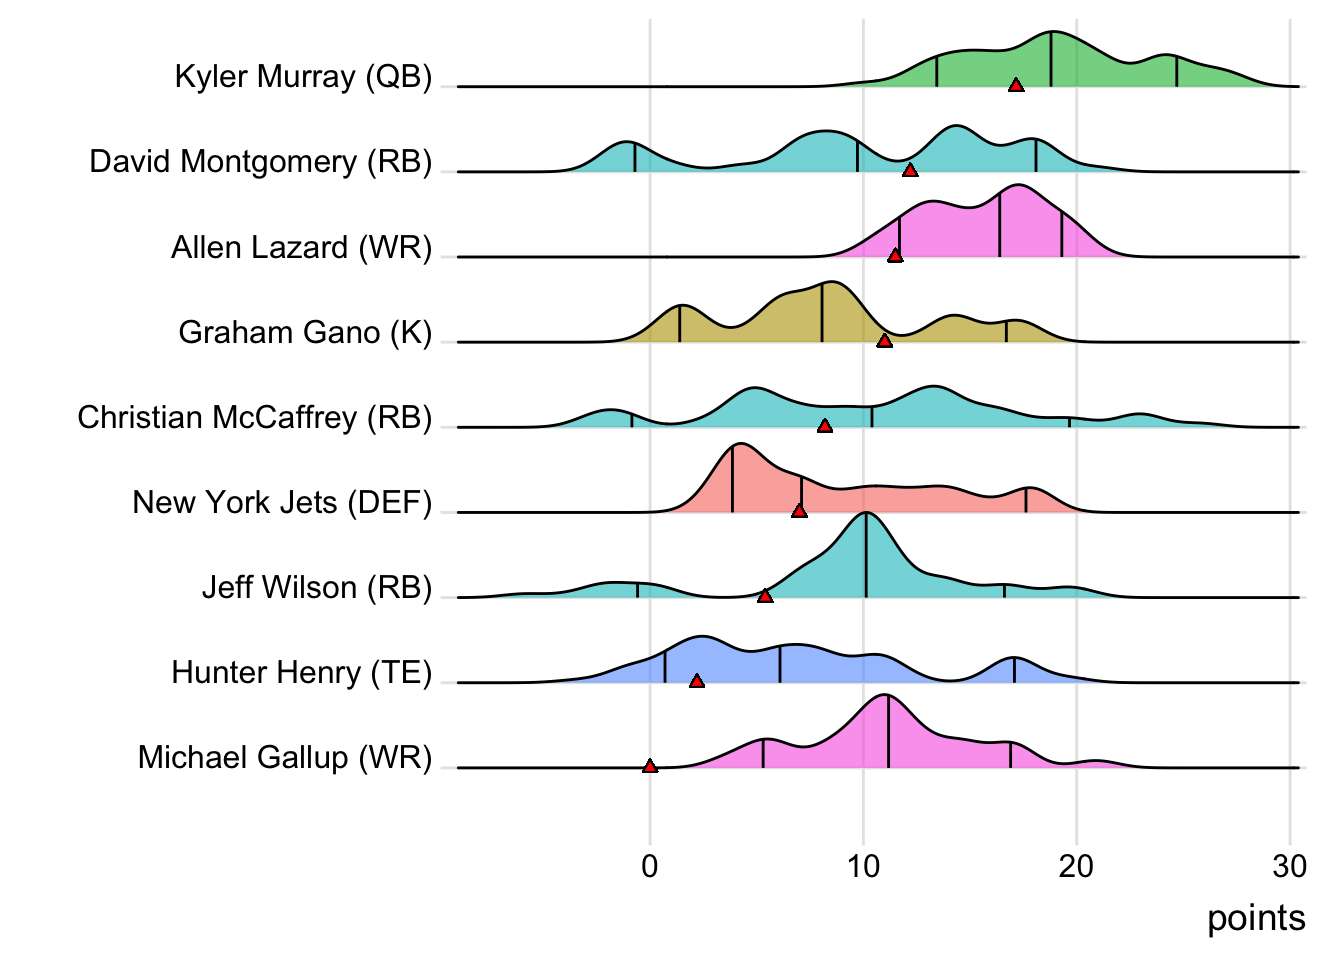 Kyler Murray (QB)
David Montgomery (RB)
Allen Lazard (WR)
Graham Gano (K)
Christian McCaffrey (RB)
New York Jets (DEF)
Jeff Wilson (RB)
Hunter Henry (TE)
Michael Gallup (WR)
0 10 20 30
points